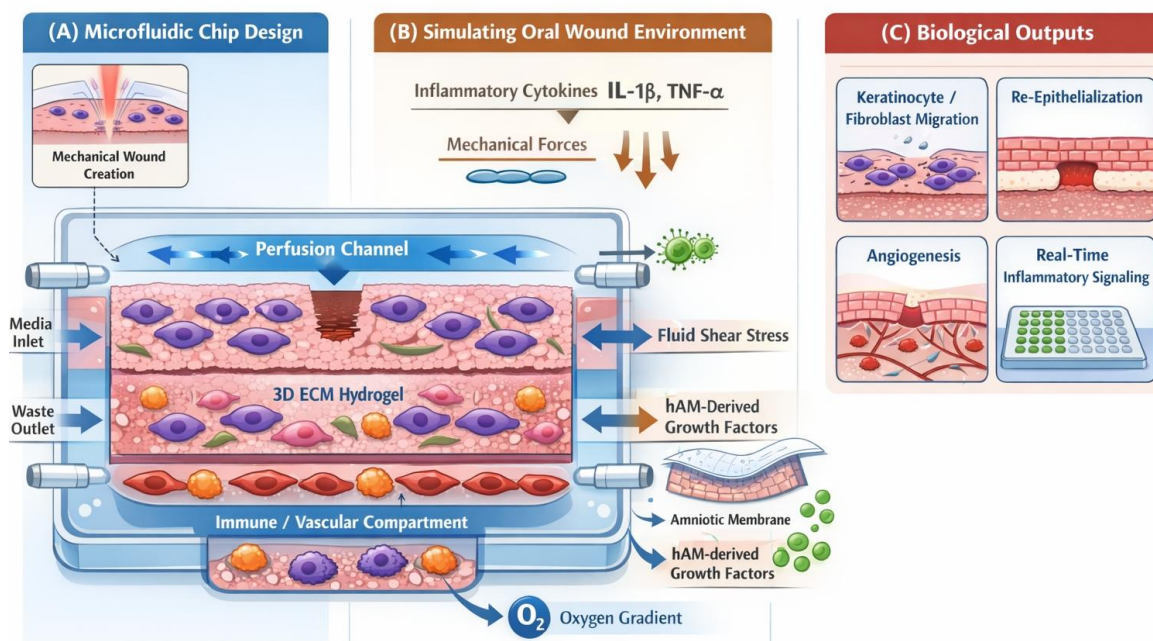 (A) Microfluidic Chip Design
Mechanical Wound
Creation
Perfusion Channel
Media
Inlet
Waste
Outlet
3D ECM Hydrogel
Immune / Vascular Compartment
(B) Simulating Oral Wound Environment
Inflammatory Cytokines IL-1β, TNF-α
Mechanical Forces
Fluid Shear Stress
hAM-Derived
Growth Factors
Amniotic Membrane
hAM-derived
Growth Factors
O₂ Oxygen Gradient
(C) Biological Outputs
Keratinocyte /
Fibroblast Migration
Re-Epithelialization
Angiogenesis
Real-Time
Inflammatory Signaling